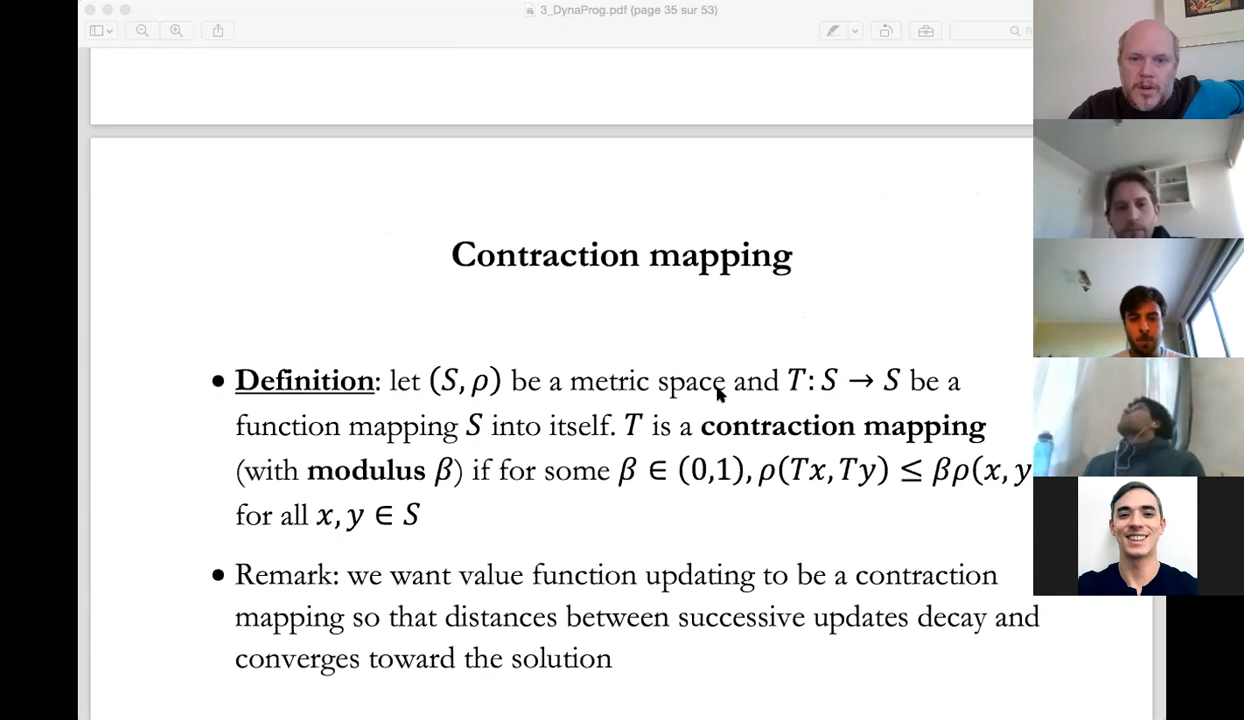 3_DynaProg.pdf (page 35 sur 53)
Contraction mapping
• Definition: let (S, ρ) be a metric space and T: S → S be a
function mapping S into itself. T is a contraction mapping
(with modulus β) if for some β ∈ (0,1), ρ(Tx, Ty) ≤ βρ(x, y
for all x, y ∈ S
• Remark: we want value function updating to be a contraction
mapping so that distances between successive updates decay and
converges toward the solution